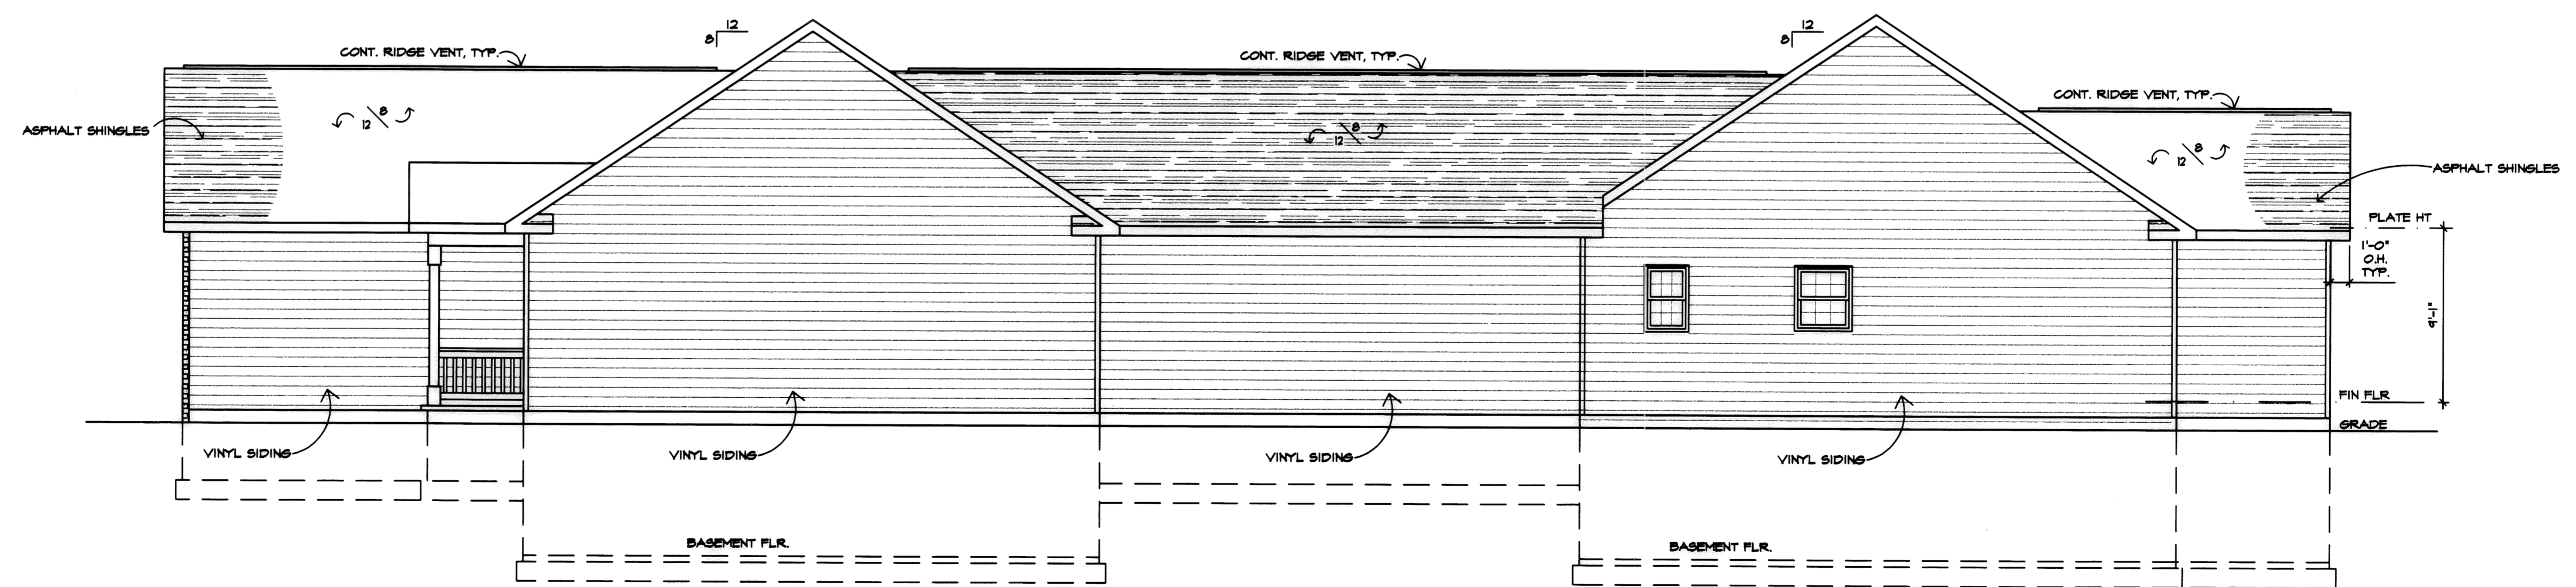 12
8
12
8
CONT. RIDGE VENT, TYP.
CONT. RIDGE VENT, TYP.
CONT. RIDGE VENT, TYP.
ASPHALT SHINGLES
8
12
8
12
8
12
ASPHALT SHINGLES
PLATE HT
1'-0"
O.H.
TYP.
9'-1"
FIN FLR
GRADE
VINYL SIDING
VINYL SIDING
VINYL SIDING
VINYL SIDING
BASEMENT FLR.
BASEMENT FLR.